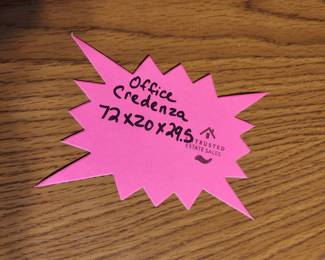 Office
Credenza
72x20x29.5
TRUSTED
ESTATE SALES